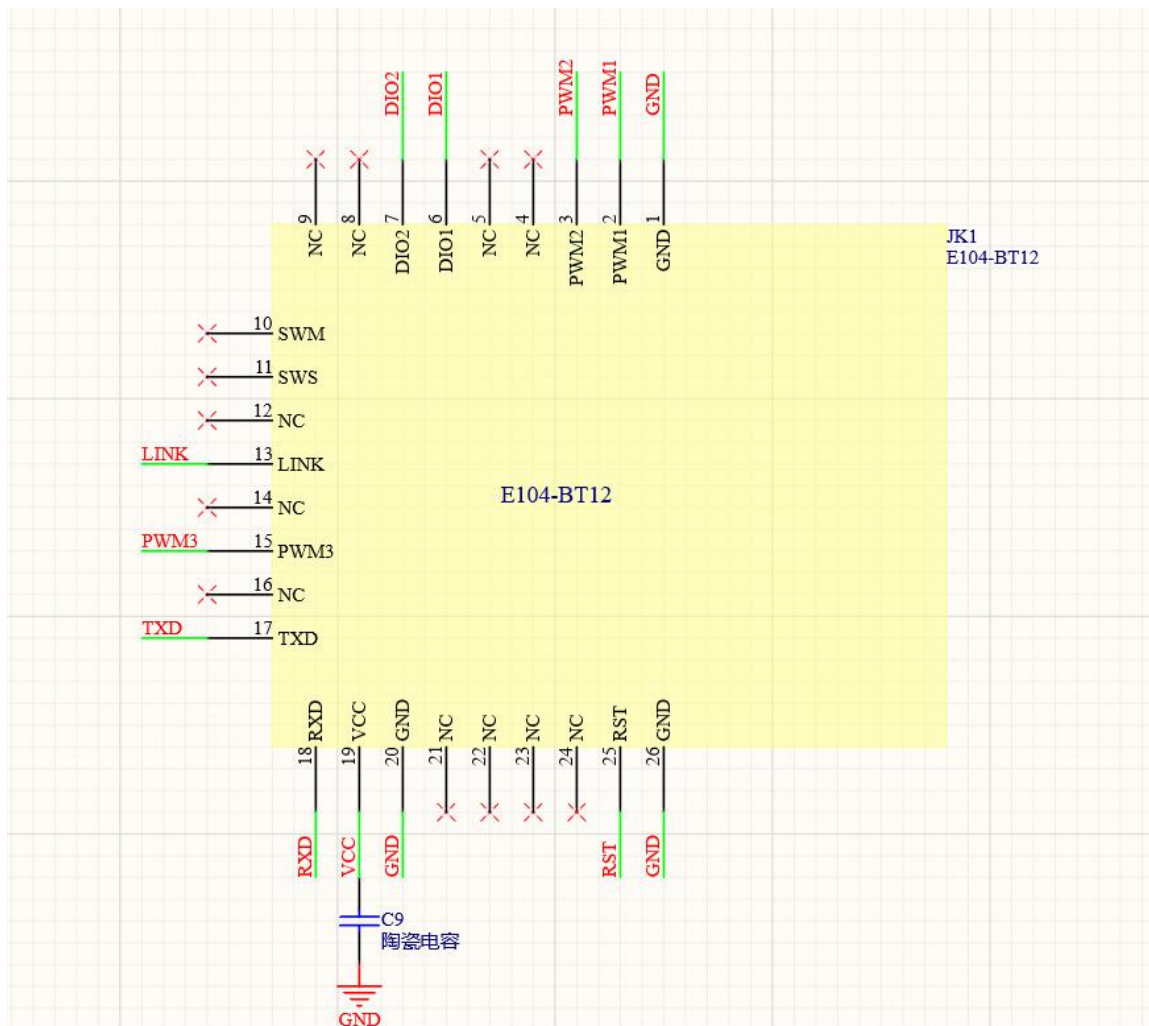 DIO2
DIO1
PWM2
PWM1
GND
9
8
7
6
5
4
3
2
1
NC
NC
DIO2
DIO1
NC
NC
PWM2
PWM1
GND
JK1
E104-BT12
10 SWM
11 SWS
12 NC
LINK 13 LINK
14 NC
PWM3 15 PWM3
16 NC
TXD 17 TXD
E104-BT12
RXD
VCC
GND
NC
NC
NC
NC
RST
GND
18
19
20
21
22
23
24
25
26
RXD
VCC
GND
RST
GND
C9
陶瓷电容
GND